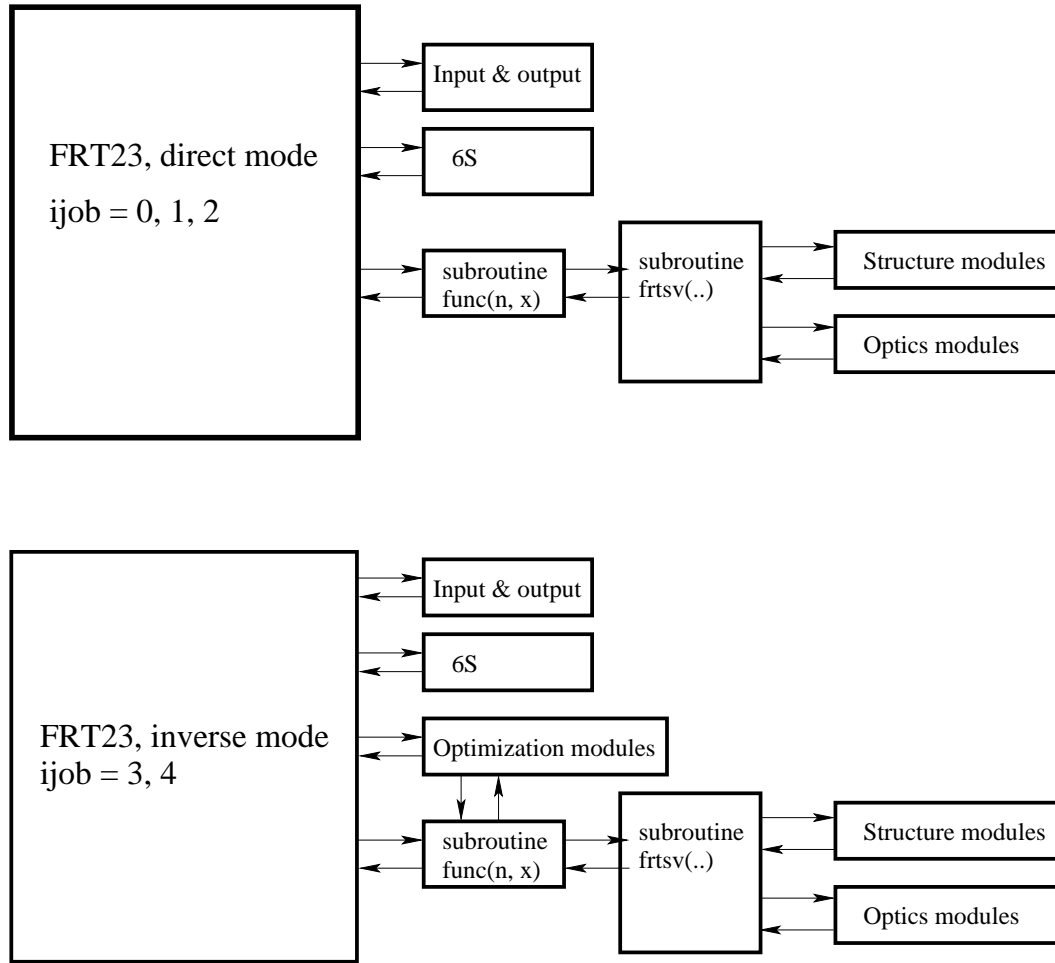 Input & output
FRT23, direct mode
ijob = 0, 1, 2
6S
subroutine
func(n, x)
subroutine
frtsv(..)
Structure modules
Optics modules
Input & output
6S
FRT23, inverse mode
ijob = 3, 4
Optimization modules
subroutine
func(n, x)
subroutine
frtsv(..)
Structure modules
Optics modules